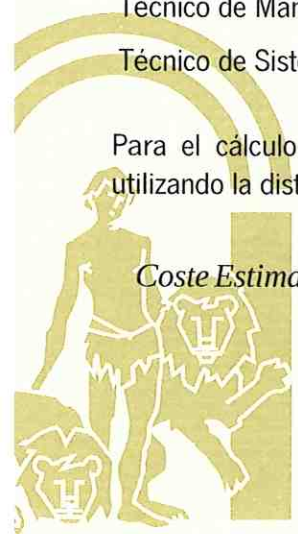 Técnico de
Técnico de
Para el cálculo
utilizando la
Coste